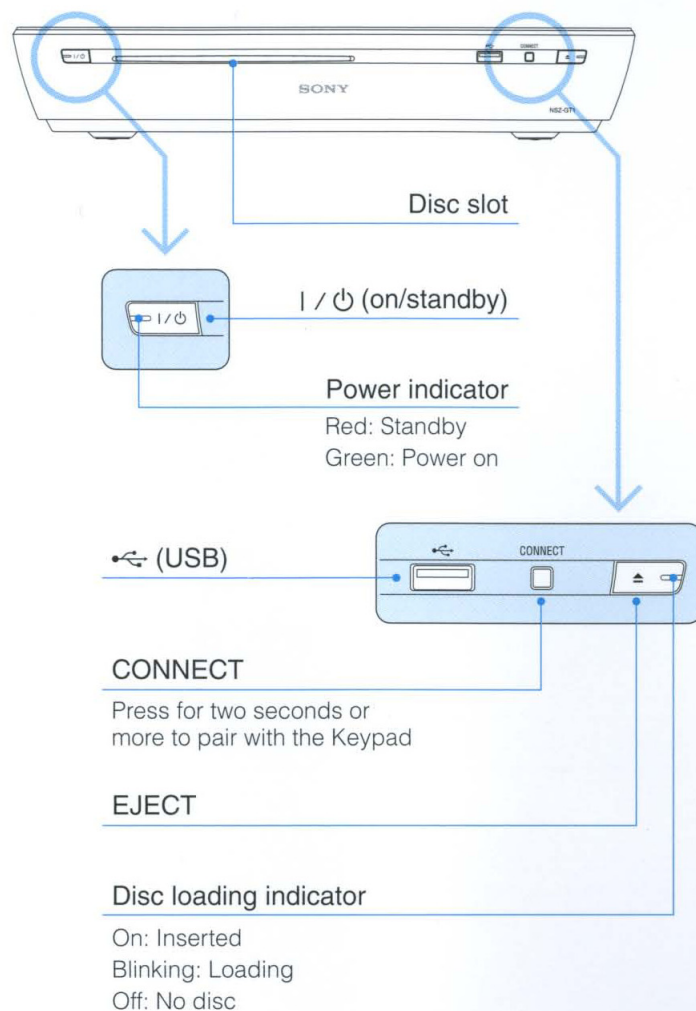 I/⏻
CONNECT
⏏
SONY
NSZ-GT1
Disc slot
I / ⏻ (on/standby)
I/⏻
Power indicator
Red: Standby
Green: Power on
(USB)
CONNECT
⏏
CONNECT
Press for two seconds or
more to pair with the Keypad
EJECT
Disc loading indicator
On: Inserted
Blinking: Loading
Off: No disc